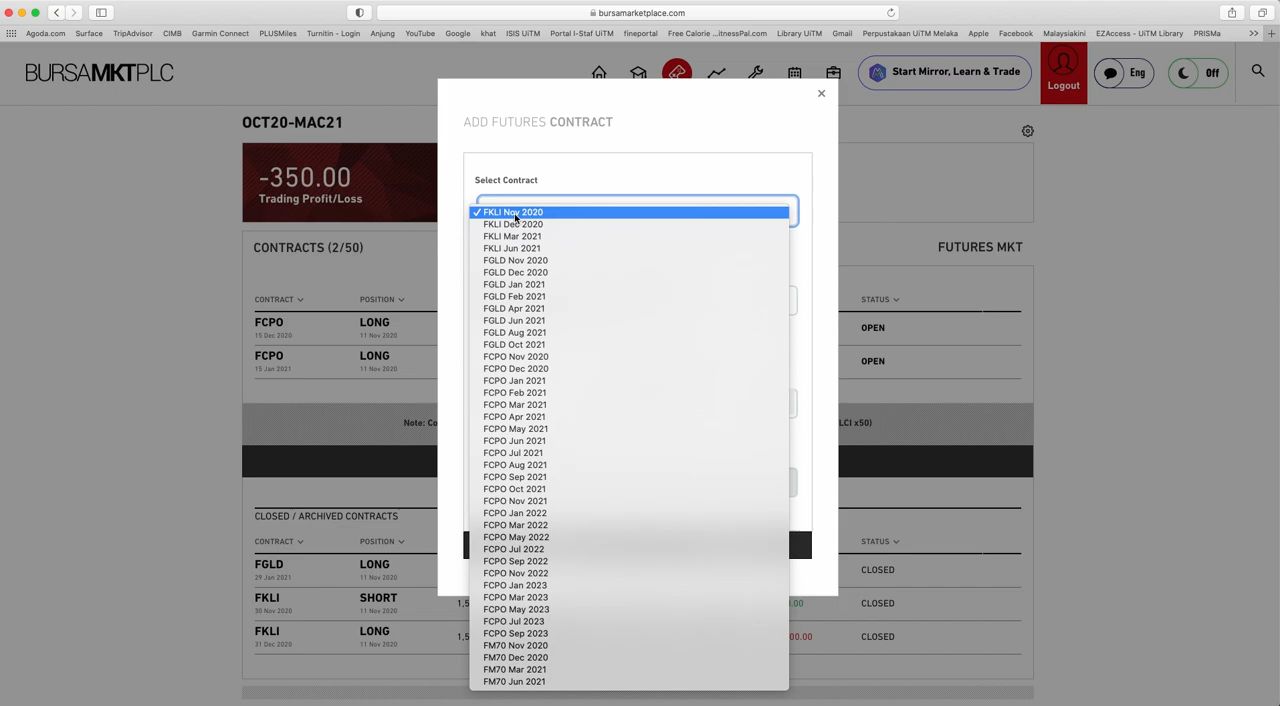 bursamarketplace.com
Agoda.com Surface TripAdvisor CIMB Garmin Connect PLUSMiles Turnitin - Login Anjung YouTube Google khat ISIS UiTM Portal I-Staf UiTM fineportal Free Calorie ...itnessPal.com Library UiTM Gmail Perpustakaan UiTM Melaka Apple Facebook Malaysiakini EZAccess - UiTM Library PRISMa
BURSAMKTPLC
Start Mirror, Learn & Trade
Logout
Eng
Off
OCT20-MAC21
-350.00
Trading Profit/Loss
CONTRACTS (2/50)
FUTURES MKT
CONTRACT POSITION STATUS
FCPO LONG OPEN
15 Dec 2020 11 Nov 2020
FCPO LONG OPEN
15 Jan 2021 11 Nov 2020
Note: Co LCI x50)
CLOSED / ARCHIVED CONTRACTS
CONTRACT POSITION STATUS
FGLD LONG CLOSED
29 Jan 2021 11 Nov 2020
FKLI SHORT 1,5 .00 CLOSED
30 Nov 2020 11 Nov 2020
FKLI LONG 1,5 00.00 CLOSED
31 Dec 2020 11 Nov 2020
ADD FUTURES CONTRACT
Select Contract
FKLI Nov 2020
FKLI Dec 2020
FKLI Mar 2021
FKLI Jun 2021
FGLD Nov 2020
FGLD Dec 2020
FGLD Jan 2021
FGLD Feb 2021
FGLD Apr 2021
FGLD Jun 2021
FGLD Aug 2021
FGLD Oct 2021
FCPO Nov 2020
FCPO Dec 2020
FCPO Jan 2021
FCPO Feb 2021
FCPO Mar 2021
FCPO Apr 2021
FCPO May 2021
FCPO Jun 2021
FCPO Jul 2021
FCPO Aug 2021
FCPO Sep 2021
FCPO Oct 2021
FCPO Nov 2021
FCPO Jan 2022
FCPO Mar 2022
FCPO May 2022
FCPO Jul 2022
FCPO Sep 2022
FCPO Nov 2022
FCPO Jan 2023
FCPO Mar 2023
FCPO May 2023
FCPO Jul 2023
FCPO Sep 2023
FM70 Nov 2020
FM70 Dec 2020
FM70 Mar 2021
FM70 Jun 2021